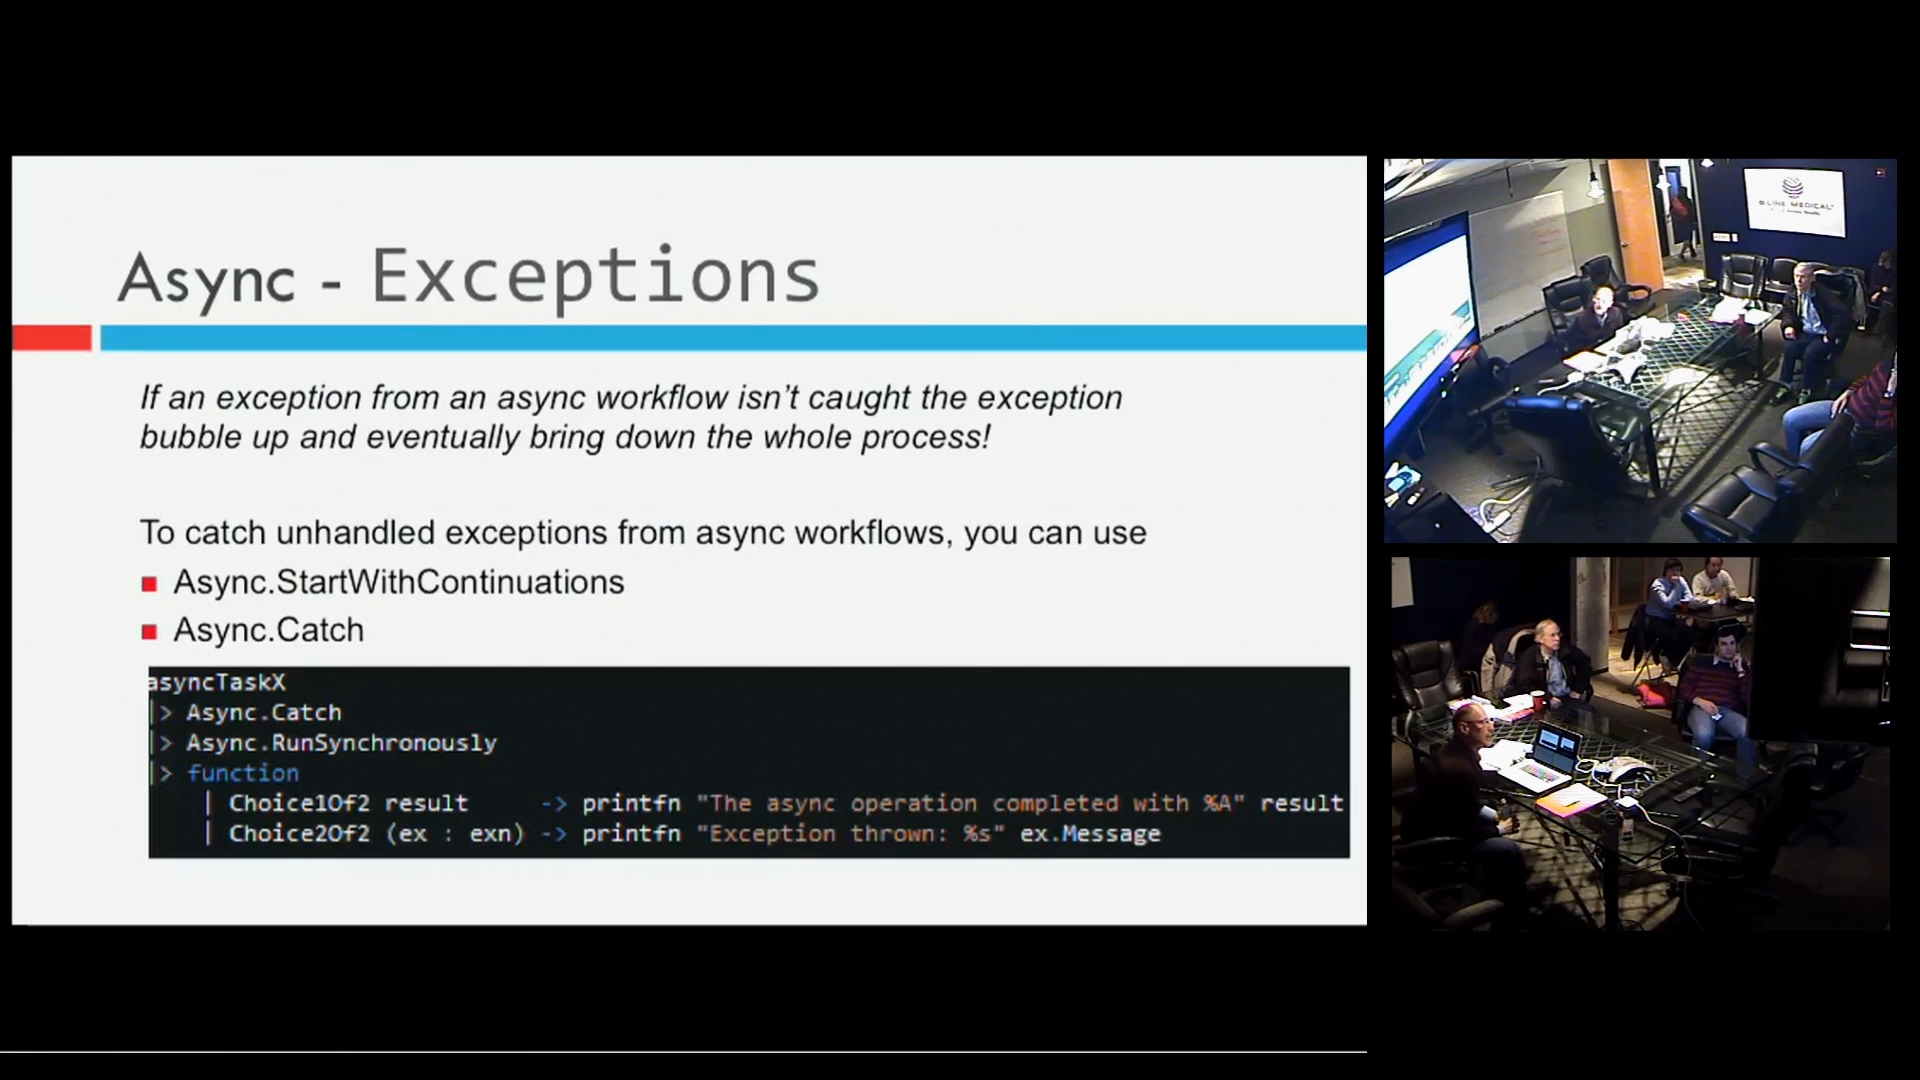 Async - Exceptions
If an exception from an async workflow isn't caught the exception
bubble up and eventually bring down the whole process!
To catch unhandled exceptions from async workflows, you can use
Async.StartWithContinuations
Async.Catch
asyncTaskX
|> Async.Catch
|> Async.RunSynchronously
|> function
| Choice1Of2 result -> printfn "The async operation completed with %A" result
| Choice2Of2 (ex : exn) -> printfn "Exception thrown: %s" ex.Message
B-LINE MEDICAL